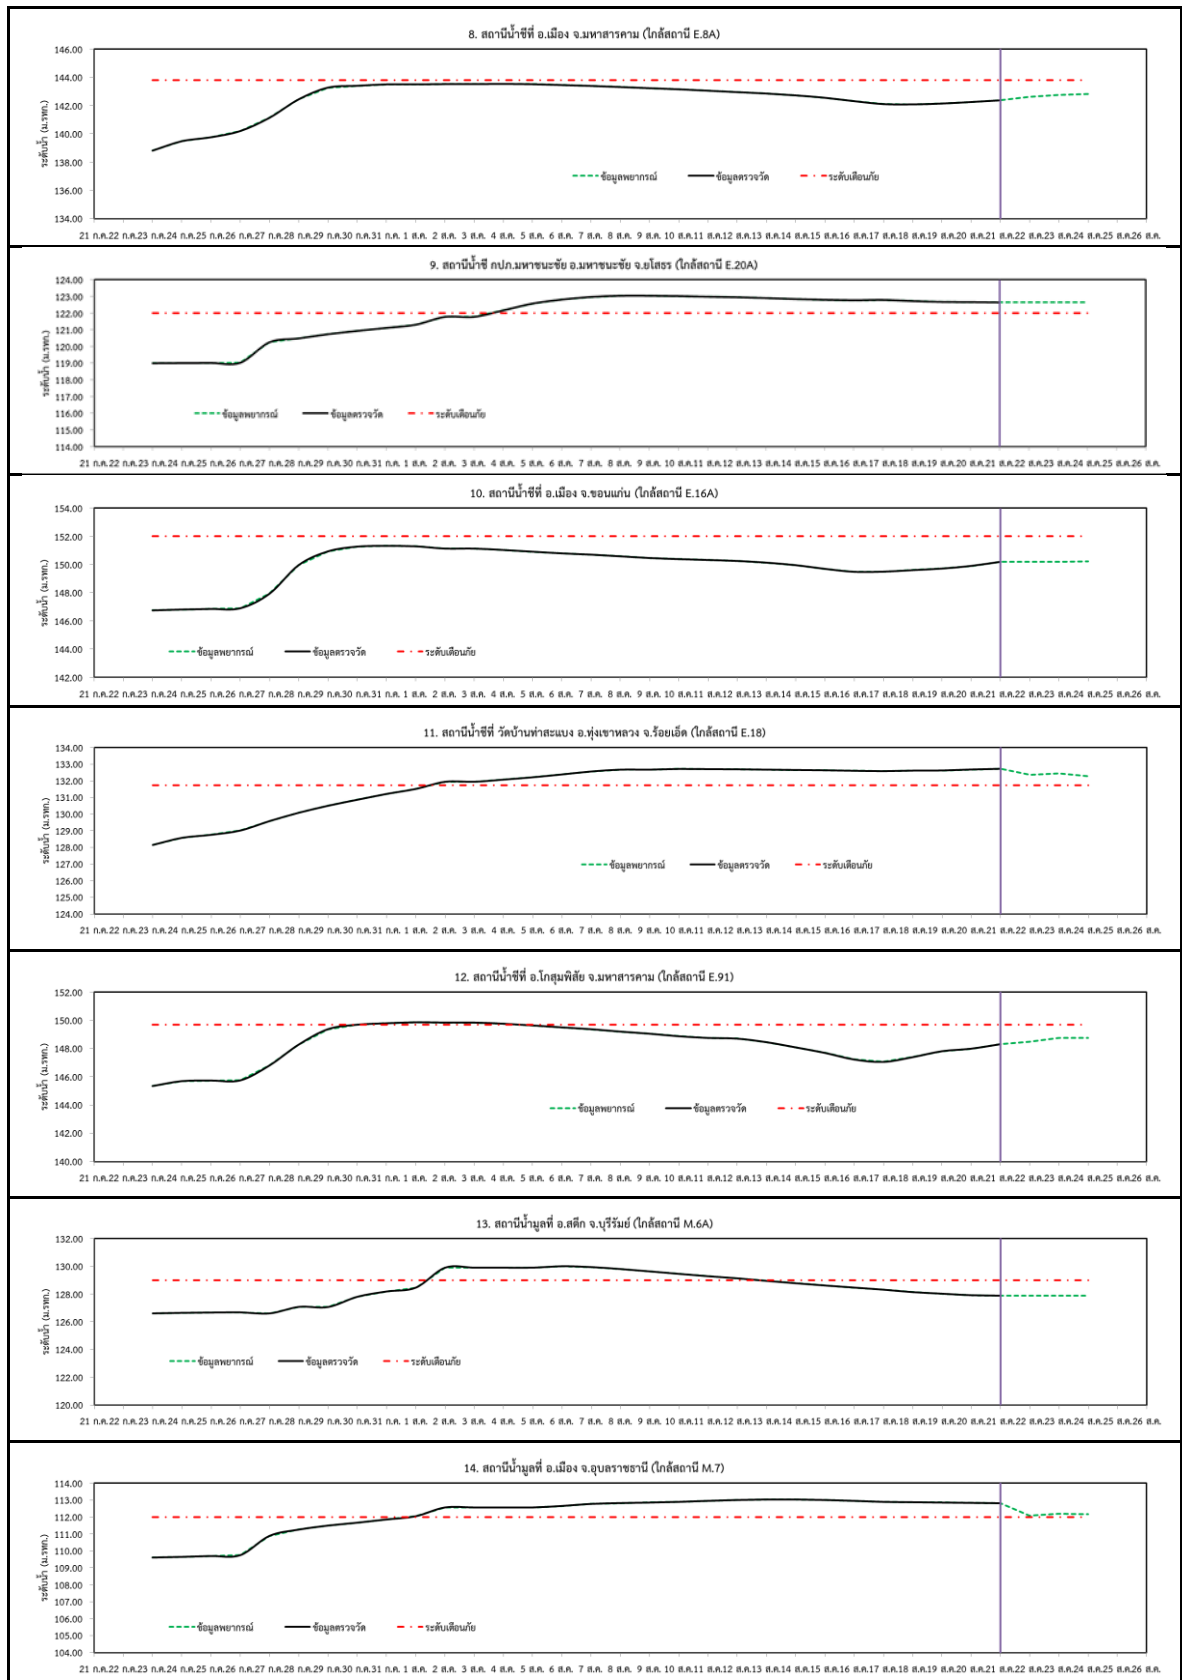 8. สถานีน้ำชีที่ อ.เมือง จ.มหาสารคาม (ใกล้สถานี E.8A)
146.00
144.00
142.00
140.00
138.00
136.00
134.00
ระดับน้ำ (ม.รทก.)
ข้อมูลพยากรณ์ ข้อมูลตรวจวัด ระดับเตือนภัย
21 ก.ค.22 ก.ค.23 ก.ค.24 ก.ค.25 ก.ค.26 ก.ค.27 ก.ค.28 ก.ค.29 ก.ค.30 ก.ค.31 ก.ค. 1 ส.ค. 2 ส.ค. 3 ส.ค. 4 ส.ค. 5 ส.ค. 6 ส.ค. 7 ส.ค. 8 ส.ค. 9 ส.ค.10 ส.ค.11 ส.ค.12 ส.ค.13 ส.ค.14 ส.ค.15 ส.ค.16 ส.ค.17 ส.ค.18 ส.ค.19 ส.ค.20 ส.ค.21 ส.ค.22 ส.ค.23 ส.ค.24 ส.ค.25 ส.ค.26 ส.ค.
9. สถานีน้ำชี กปภ.มหาชนะชัย อ.มหาชนะชัย จ.ยโสธร (ใกล้สถานี E.20A)
124.00
123.00
122.00
121.00
120.00
119.00
118.00
117.00
116.00
115.00
114.00
ระดับน้ำ (ม.รทก.)
ข้อมูลพยากรณ์ ข้อมูลตรวจวัด ระดับเตือนภัย
21 ก.ค.22 ก.ค.23 ก.ค.24 ก.ค.25 ก.ค.26 ก.ค.27 ก.ค.28 ก.ค.29 ก.ค.30 ก.ค.31 ก.ค. 1 ส.ค. 2 ส.ค. 3 ส.ค. 4 ส.ค. 5 ส.ค. 6 ส.ค. 7 ส.ค. 8 ส.ค. 9 ส.ค.10 ส.ค.11 ส.ค.12 ส.ค.13 ส.ค.14 ส.ค.15 ส.ค.16 ส.ค.17 ส.ค.18 ส.ค.19 ส.ค.20 ส.ค.21 ส.ค.22 ส.ค.23 ส.ค.24 ส.ค.25 ส.ค.26 ส.ค.
10. สถานีน้ำชีที่ อ.เมือง จ.ขอนแก่น (ใกล้สถานี E.16A)
154.00
152.00
150.00
148.00
146.00
144.00
142.00
ระดับน้ำ (ม.รทก.)
ข้อมูลพยากรณ์ ข้อมูลตรวจวัด ระดับเตือนภัย
21 ก.ค.22 ก.ค.23 ก.ค.24 ก.ค.25 ก.ค.26 ก.ค.27 ก.ค.28 ก.ค.29 ก.ค.30 ก.ค.31 ก.ค. 1 ส.ค. 2 ส.ค. 3 ส.ค. 4 ส.ค. 5 ส.ค. 6 ส.ค. 7 ส.ค. 8 ส.ค. 9 ส.ค.10 ส.ค.11 ส.ค.12 ส.ค.13 ส.ค.14 ส.ค.15 ส.ค.16 ส.ค.17 ส.ค.18 ส.ค.19 ส.ค.20 ส.ค.21 ส.ค.22 ส.ค.23 ส.ค.24 ส.ค.25 ส.ค.26 ส.ค.
11. สถานีน้ำชีที่ วัดบ้านท่าสะแบง อ.ทุ่งเขาหลวง จ.ร้อยเอ็ด (ใกล้สถานี E.18)
134.00
133.00
132.00
131.00
130.00
129.00
128.00
127.00
126.00
125.00
124.00
ระดับน้ำ (ม.รทก.)
ข้อมูลพยากรณ์ ข้อมูลตรวจวัด ระดับเตือนภัย
21 ก.ค.22 ก.ค.23 ก.ค.24 ก.ค.25 ก.ค.26 ก.ค.27 ก.ค.28 ก.ค.29 ก.ค.30 ก.ค.31 ก.ค. 1 ส.ค. 2 ส.ค. 3 ส.ค. 4 ส.ค. 5 ส.ค. 6 ส.ค. 7 ส.ค. 8 ส.ค. 9 ส.ค.10 ส.ค.11 ส.ค.12 ส.ค.13 ส.ค.14 ส.ค.15 ส.ค.16 ส.ค.17 ส.ค.18 ส.ค.19 ส.ค.20 ส.ค.21 ส.ค.22 ส.ค.23 ส.ค.24 ส.ค.25 ส.ค.26 ส.ค.
12. สถานีน้ำชีที่ อ.โกสุมพิสัย จ.มหาสารคาม (ใกล้สถานี E.91)
152.00
150.00
148.00
146.00
144.00
142.00
140.00
ระดับน้ำ (ม.รทก.)
ข้อมูลพยากรณ์ ข้อมูลตรวจวัด ระดับเตือนภัย
21 ก.ค.22 ก.ค.23 ก.ค.24 ก.ค.25 ก.ค.26 ก.ค.27 ก.ค.28 ก.ค.29 ก.ค.30 ก.ค.31 ก.ค. 1 ส.ค. 2 ส.ค. 3 ส.ค. 4 ส.ค. 5 ส.ค. 6 ส.ค. 7 ส.ค. 8 ส.ค. 9 ส.ค.10 ส.ค.11 ส.ค.12 ส.ค.13 ส.ค.14 ส.ค.15 ส.ค.16 ส.ค.17 ส.ค.18 ส.ค.19 ส.ค.20 ส.ค.21 ส.ค.22 ส.ค.23 ส.ค.24 ส.ค.25 ส.ค.26 ส.ค.
13. สถานีน้ำมูลที่ อ.สตึก จ.บุรีรัมย์ (ใกล้สถานี M.6A)
132.00
130.00
128.00
126.00
124.00
122.00
120.00
ระดับน้ำ (ม.รทก.)
ข้อมูลพยากรณ์ ข้อมูลตรวจวัด ระดับเตือนภัย
21 ก.ค.22 ก.ค.23 ก.ค.24 ก.ค.25 ก.ค.26 ก.ค.27 ก.ค.28 ก.ค.29 ก.ค.30 ก.ค.31 ก.ค. 1 ส.ค. 2 ส.ค. 3 ส.ค. 4 ส.ค. 5 ส.ค. 6 ส.ค. 7 ส.ค. 8 ส.ค. 9 ส.ค.10 ส.ค.11 ส.ค.12 ส.ค.13 ส.ค.14 ส.ค.15 ส.ค.16 ส.ค.17 ส.ค.18 ส.ค.19 ส.ค.20 ส.ค.21 ส.ค.22 ส.ค.23 ส.ค.24 ส.ค.25 ส.ค.26 ส.ค.
14. สถานีน้ำมูลที่ อ.เมือง จ.อุบลราชธานี (ใกล้สถานี M.7)
114.00
113.00
112.00
111.00
110.00
109.00
108.00
107.00
106.00
105.00
104.00
ระดับน้ำ (ม.รทก.)
ข้อมูลพยากรณ์ ข้อมูลตรวจวัด ระดับเตือนภัย
21 ก.ค.22 ก.ค.23 ก.ค.24 ก.ค.25 ก.ค.26 ก.ค.27 ก.ค.28 ก.ค.29 ก.ค.30 ก.ค.31 ก.ค. 1 ส.ค. 2 ส.ค. 3 ส.ค. 4 ส.ค. 5 ส.ค. 6 ส.ค. 7 ส.ค. 8 ส.ค. 9 ส.ค.10 ส.ค.11 ส.ค.12 ส.ค.13 ส.ค.14 ส.ค.15 ส.ค.16 ส.ค.17 ส.ค.18 ส.ค.19 ส.ค.20 ส.ค.21 ส.ค.22 ส.ค.23 ส.ค.24 ส.ค.25 ส.ค.26 ส.ค.